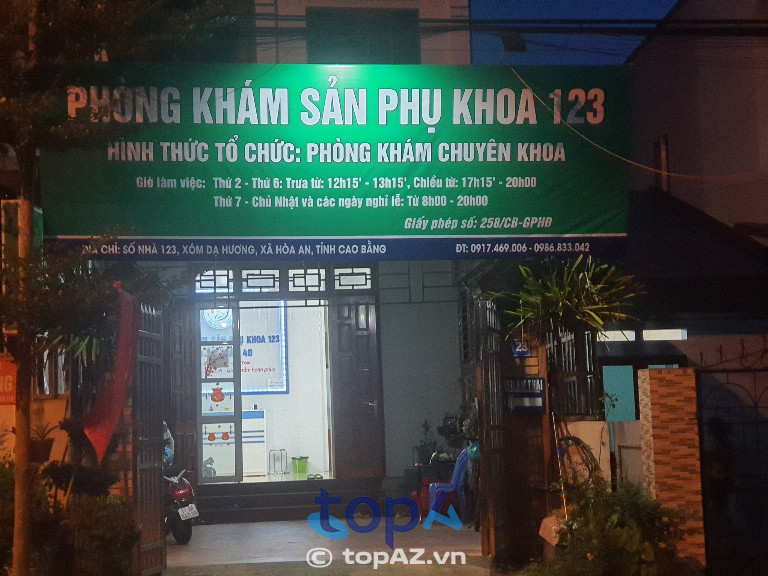 PHÒNG KHÁM SẢN PHỤ KHOA 123
HÌNH THỨC TỔ CHỨC: PHÒNG KHÁM CHUYÊN KHOA
Giờ làm việc: Thứ 2 - Thứ 6: Trưa từ: 12h15' - 13h15', Chiều từ: 17h15' - 20h00
Thứ 7 - Chủ Nhật và các ngày nghỉ lễ: Từ 8h00 - 20h00
Giấy phép số: 258/CB-GPHĐ
ĐỊA CHỈ: SỐ NHÀ 123, XÓM DẠ HƯƠNG, XÃ HÒA AN, TỈNH CAO BẰNG
ĐT: 0917.469.006 - 0986.833.042
Ụ KHOA 123
4D
topAZ
© topAZ.vn